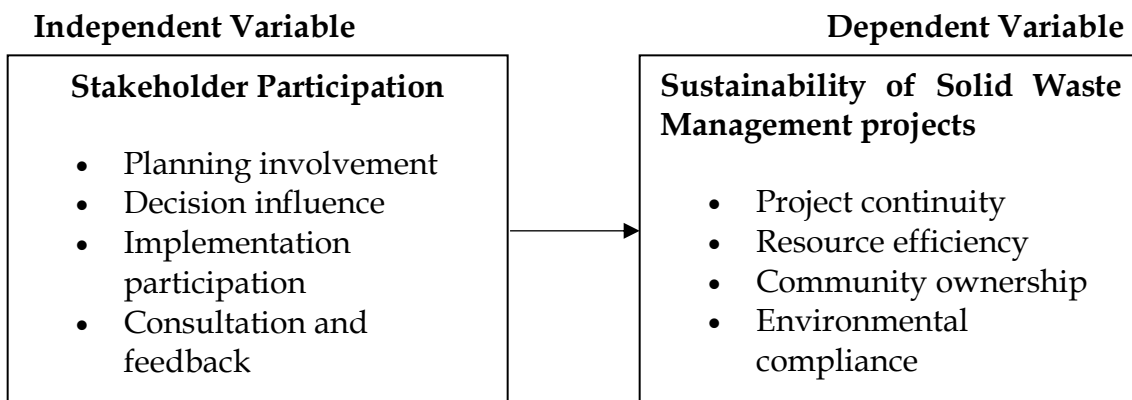 Independent Variable
Dependent Variable
Stakeholder Participation
• Planning involvement
• Decision influence
• Implementation
participation
• Consultation and
feedback
Sustainability of Solid Waste
Management projects
• Project continuity
• Resource efficiency
• Community ownership
• Environmental
compliance